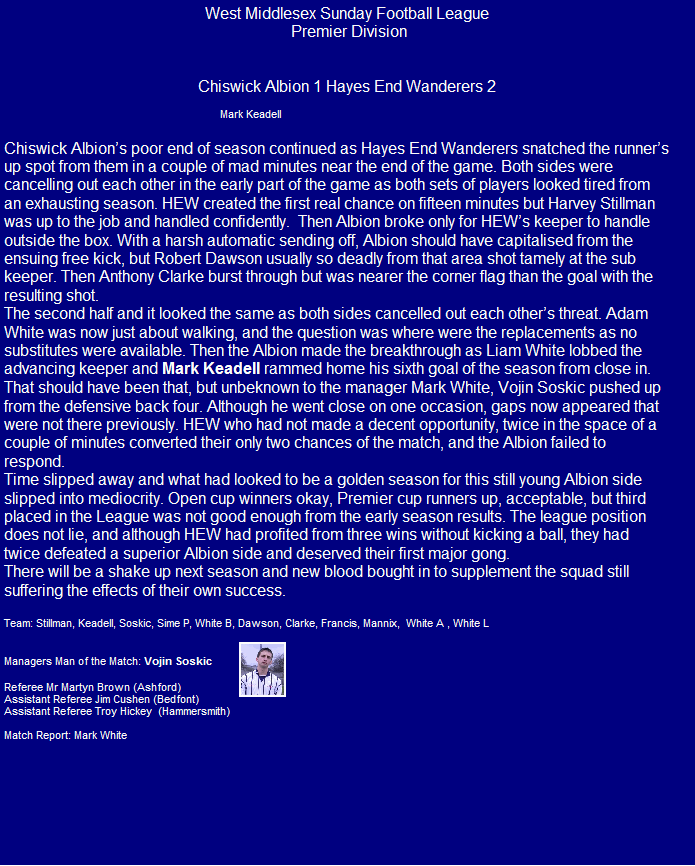 West Middlesex Sunday Football League
Premier Division
Chiswick Albion 1 Hayes End Wanderers 2
Mark Keadell
Chiswick Albion’s poor end of season continued as Hayes End Wanderers snatched the runner’s
up spot from them in a couple of mad minutes near the end of the game. Both sides were
cancelling out each other in the early part of the game as both sets of players looked tired from
an exhausting season. HEW created the first real chance on fifteen minutes but Harvey Stillman
was up to the job and handled confidently.  Then Albion broke only for HEW’s keeper to handle
outside the box. With a harsh automatic sending off, Albion should have capitalised from the
ensuing free kick, but Robert Dawson usually so deadly from that area shot tamely at the sub
keeper. Then Anthony Clarke burst through but was nearer the corner flag than the goal with the
resulting shot.
The second half and it looked the same as both sides cancelled out each other’s threat. Adam
White was now just about walking, and the question was where were the replacements as no
substitutes were available. Then the Albion made the breakthrough as Liam White lobbed the
advancing keeper and Mark Keadell rammed home his sixth goal of the season from close in.
That should have been that, but unbeknown to the manager Mark White, Vojin Soskic pushed up
from the defensive back four. Although he went close on one occasion, gaps now appeared that
were not there previously. HEW who had not made a decent opportunity, twice in the space of a
couple of minutes converted their only two chances of the match, and the Albion failed to
respond.
Time slipped away and what had looked to be a golden season for this still young Albion side
slipped into mediocrity. Open cup winners okay, Premier cup runners up, acceptable, but third
placed in the League was not good enough from the early season results. The league position
does not lie, and although HEW had profited from three wins without kicking a ball, they had
twice defeated a superior Albion side and deserved their first major gong.
There will be a shake up next season and new blood bought in to supplement the squad still
suffering the effects of their own success.
Team: Stillman, Keadell, Soskic, Sime P, White B, Dawson, Clarke, Francis, Mannix,  White A , White L
Managers Man of the Match: Vojin Soskic
Referee Mr Martyn Brown (Ashford)
Assistant Referee Jim Cushen (Bedfont)
Assistant Referee Troy Hickey  (Hammersmith)
Match Report: Mark White